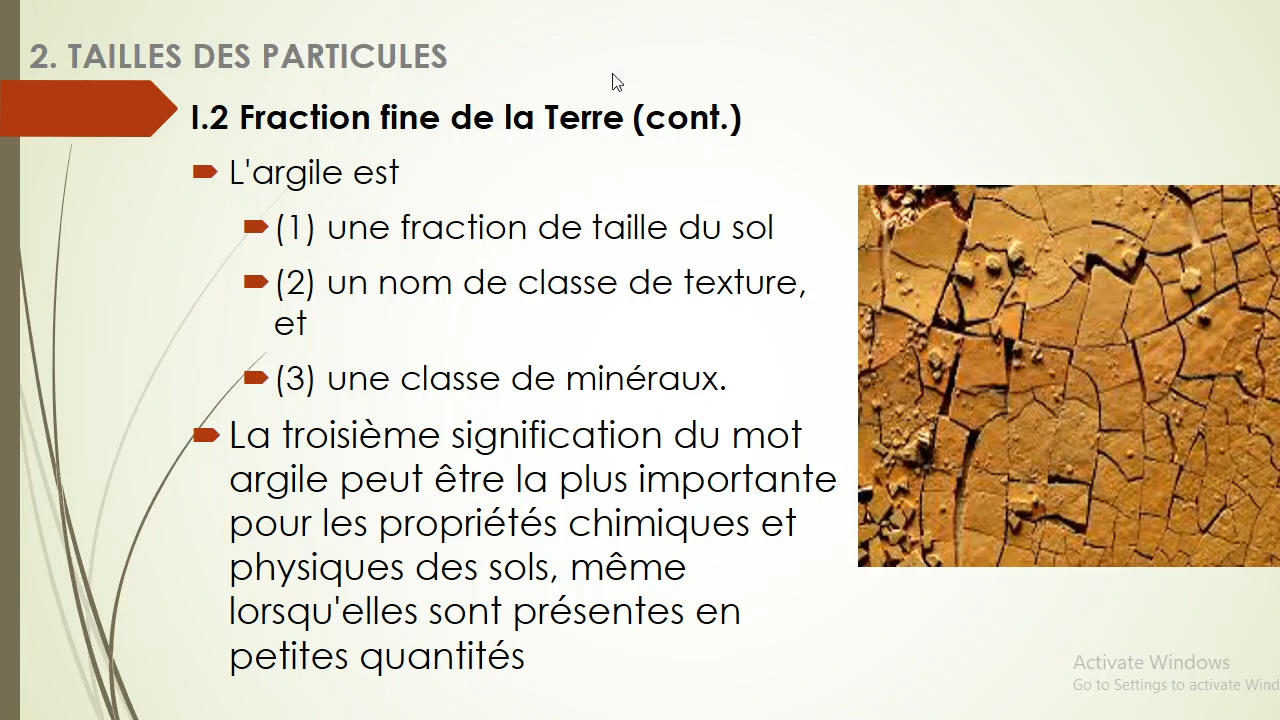 2. TAILLES DES PARTICULES
I.2 Fraction fine de la Terre (cont.)
L'argile est
(1) une fraction de taille du sol
(2) un nom de classe de texture,
et
(3) une classe de minéraux.
La troisième signification du mot
argile peut être la plus importante
pour les propriétés chimiques et
physiques des sols, même
lorsqu'elles sont présentes en
petites quantités
Activate Windows
Go to Settings to activate Wind